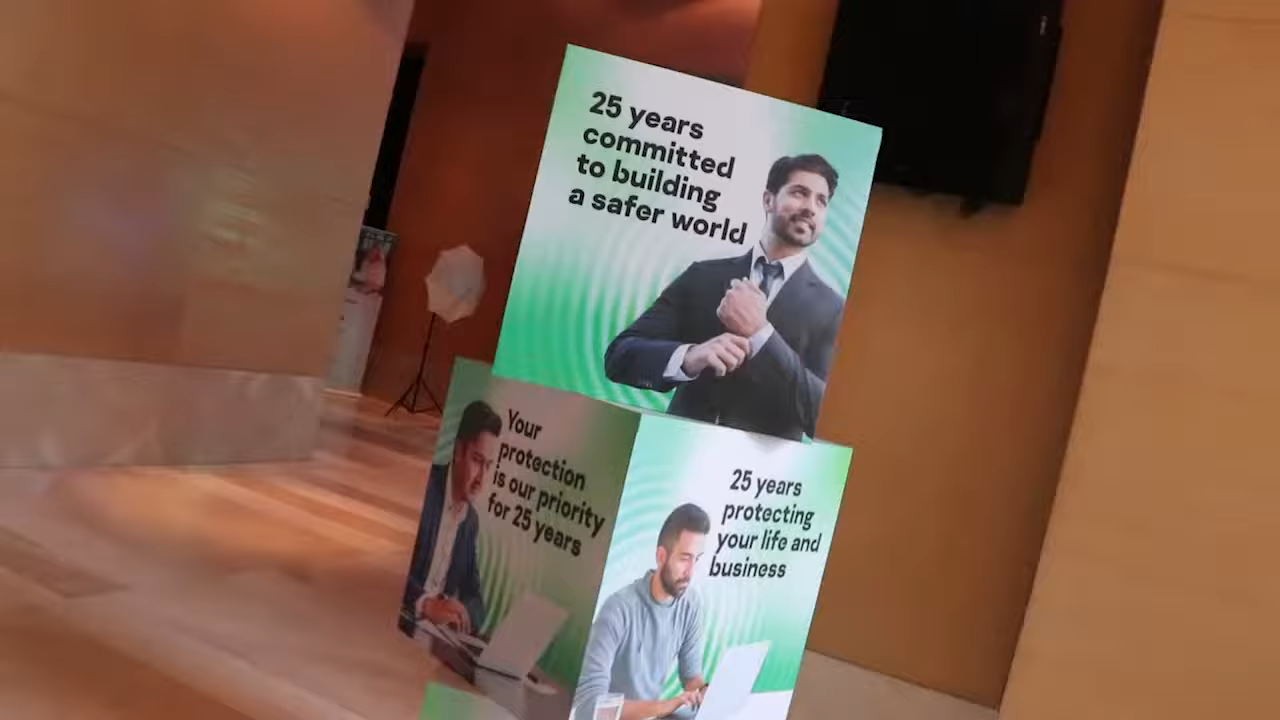 25 years
committed
to building
a safer world
Your
protection
is our priority
for 25 years
25 years
protecting
your life and
business